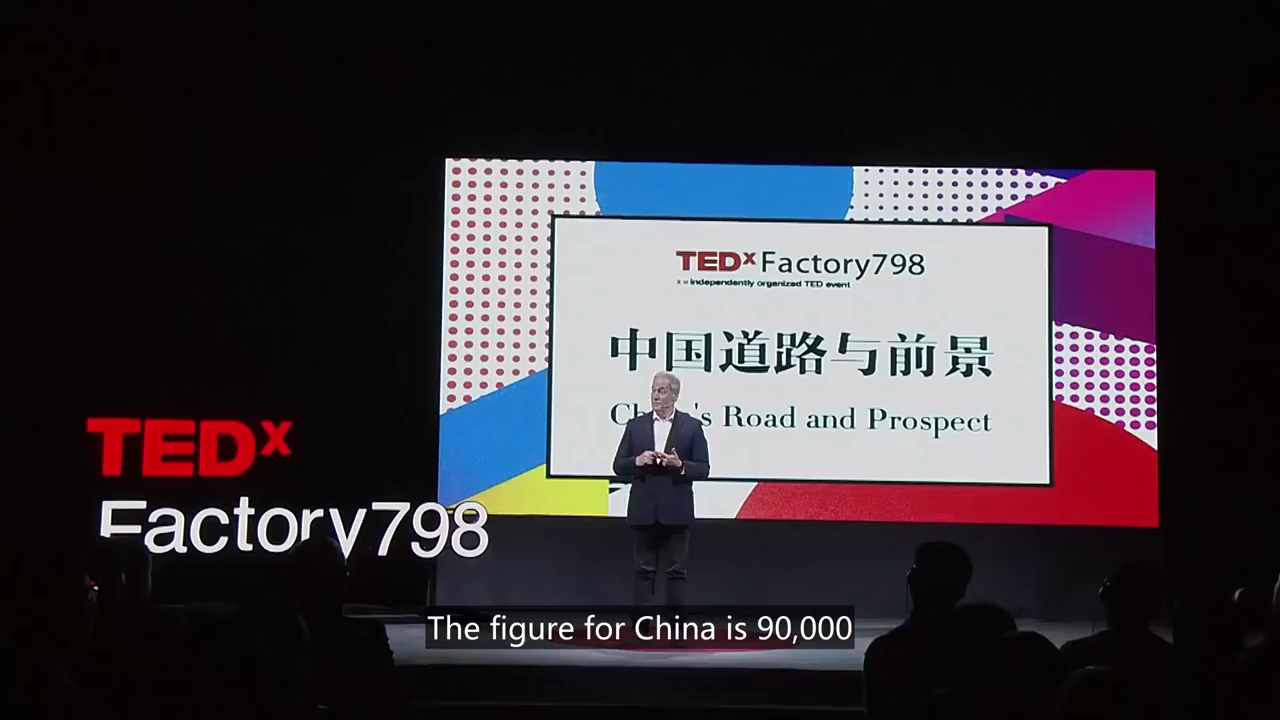 TEDx Factory798
x = independently organized TED event
中国道路与前景
China's Road and Prospect
TEDx
Factory798
The figure for China is 90,000